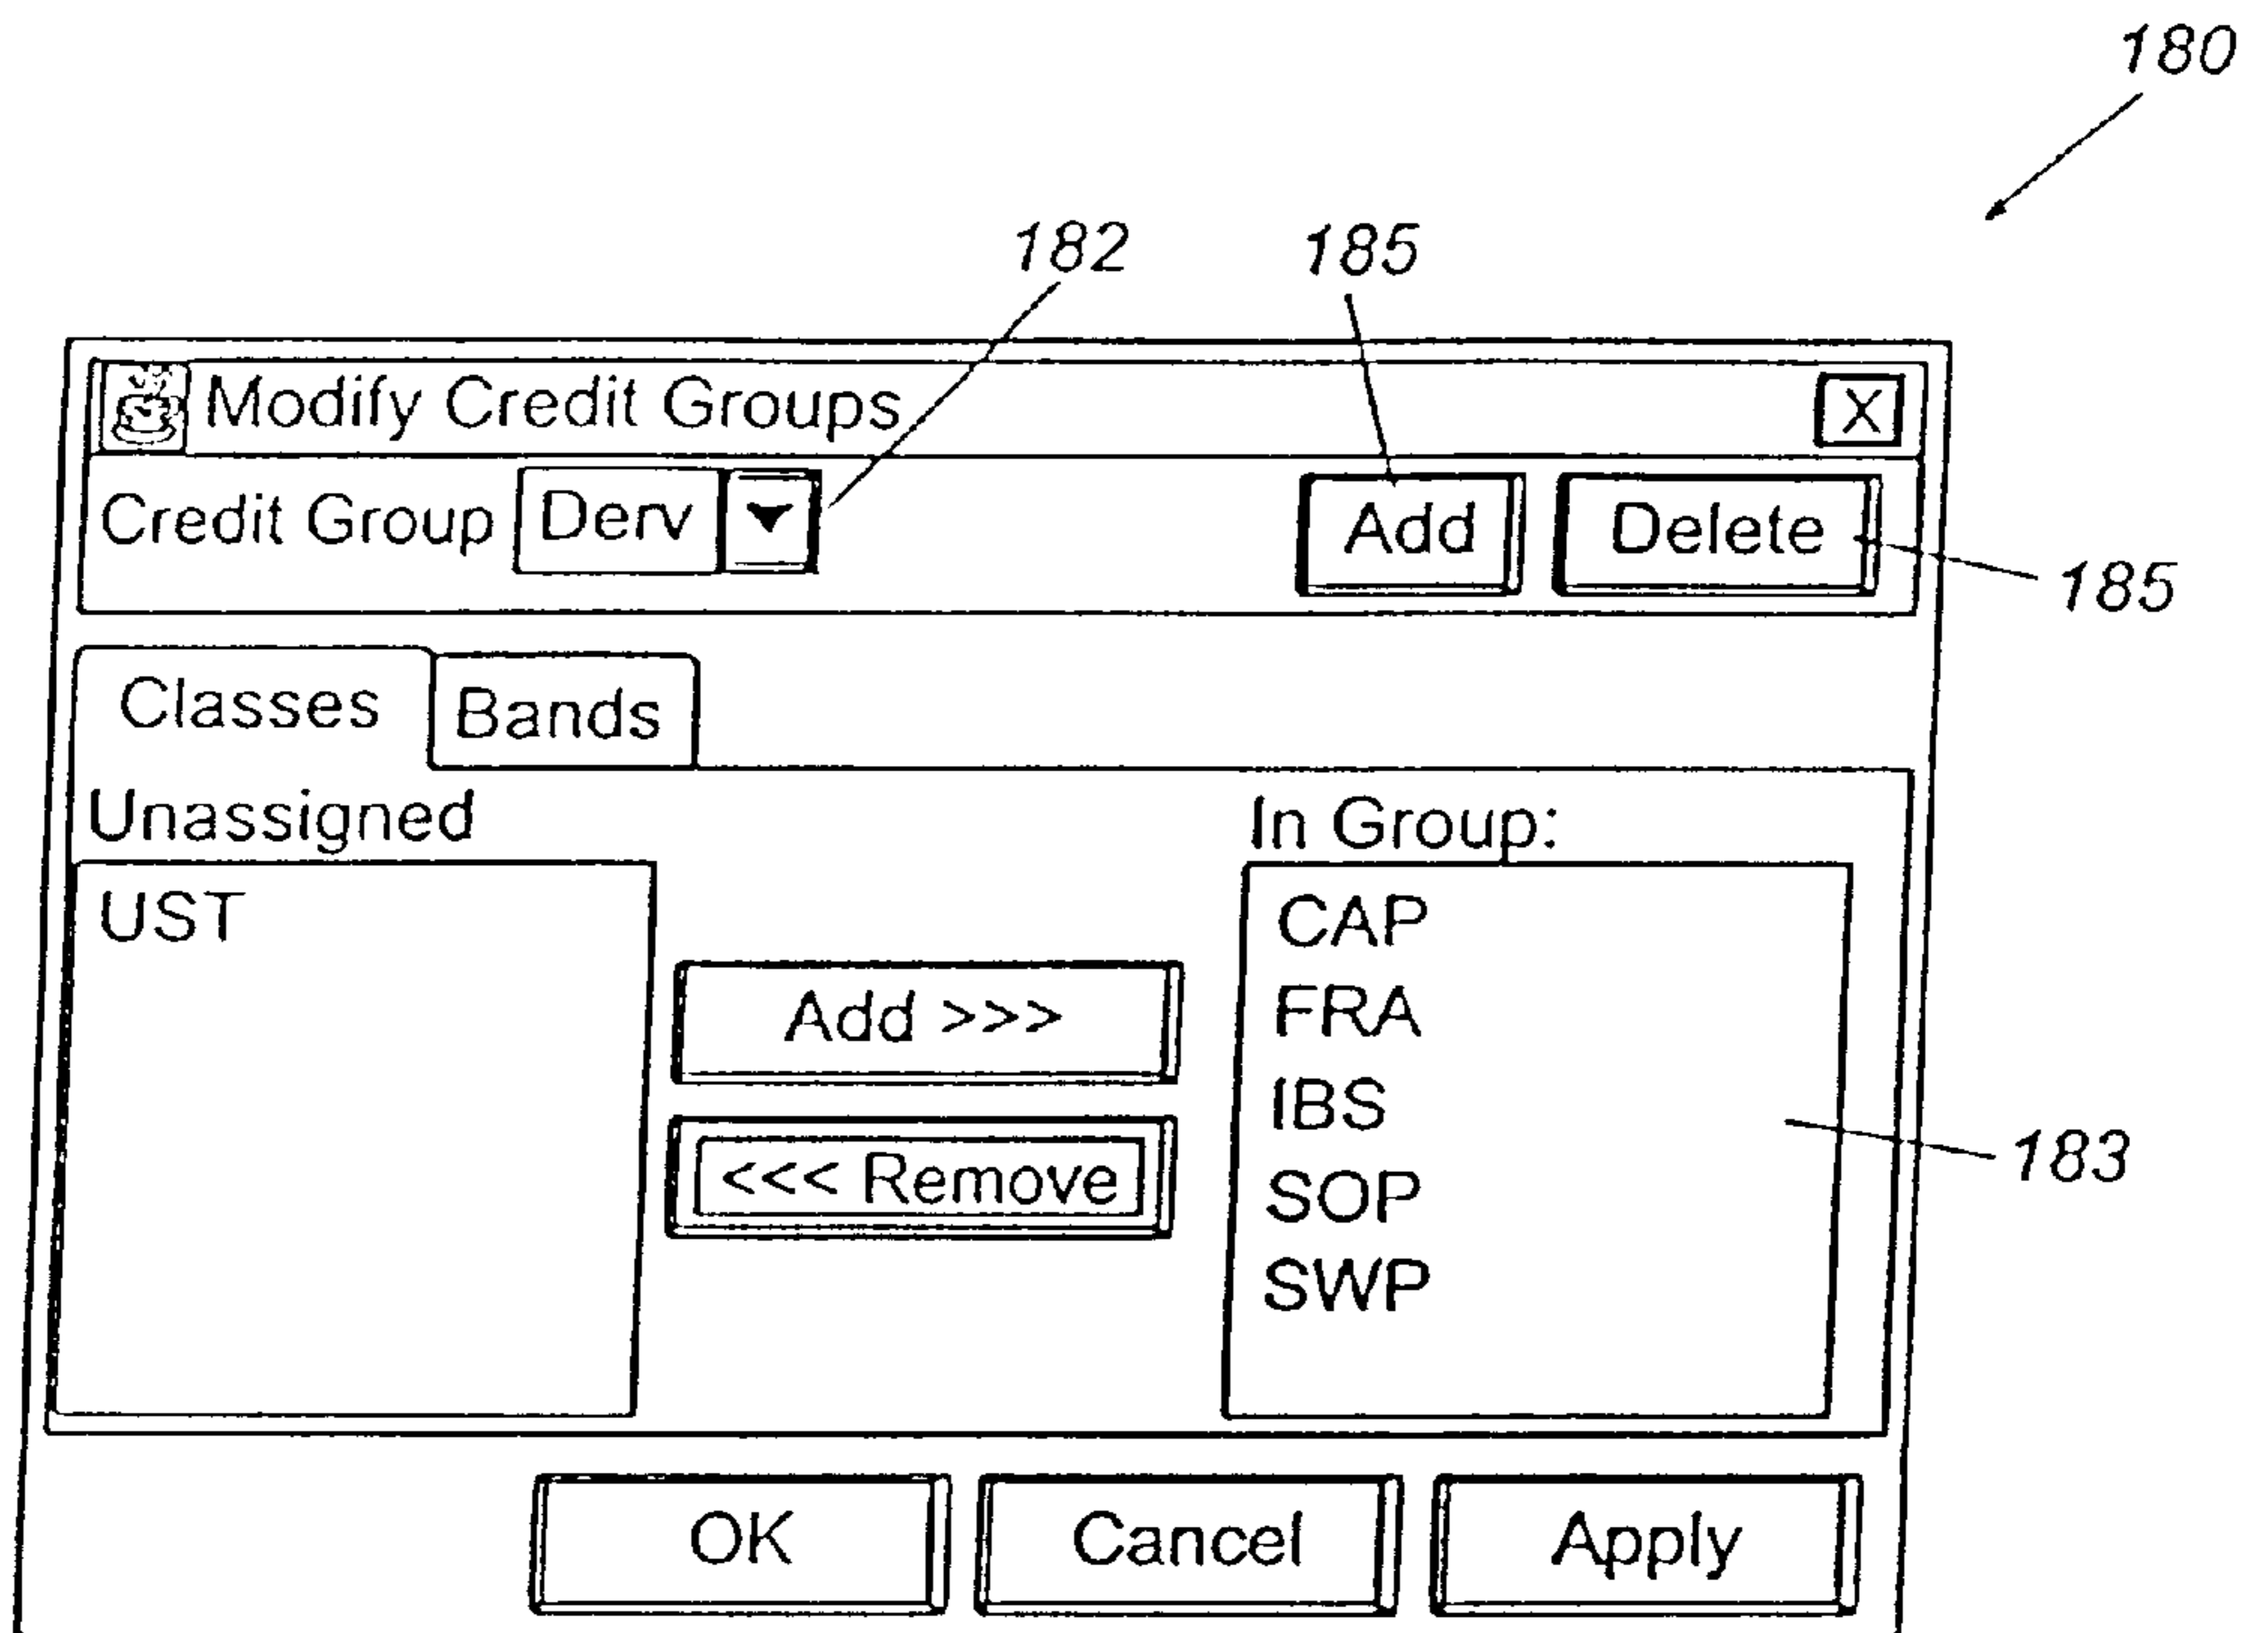 180
182 185
Modify Credit Groups X
Credit Group Derv Add Delete
185
Classes Bands
Unassigned In Group:
UST CAP
FRA
Add >>>
IBS
183
<<< Remove
SOP
SWP
OK Cancel Apply